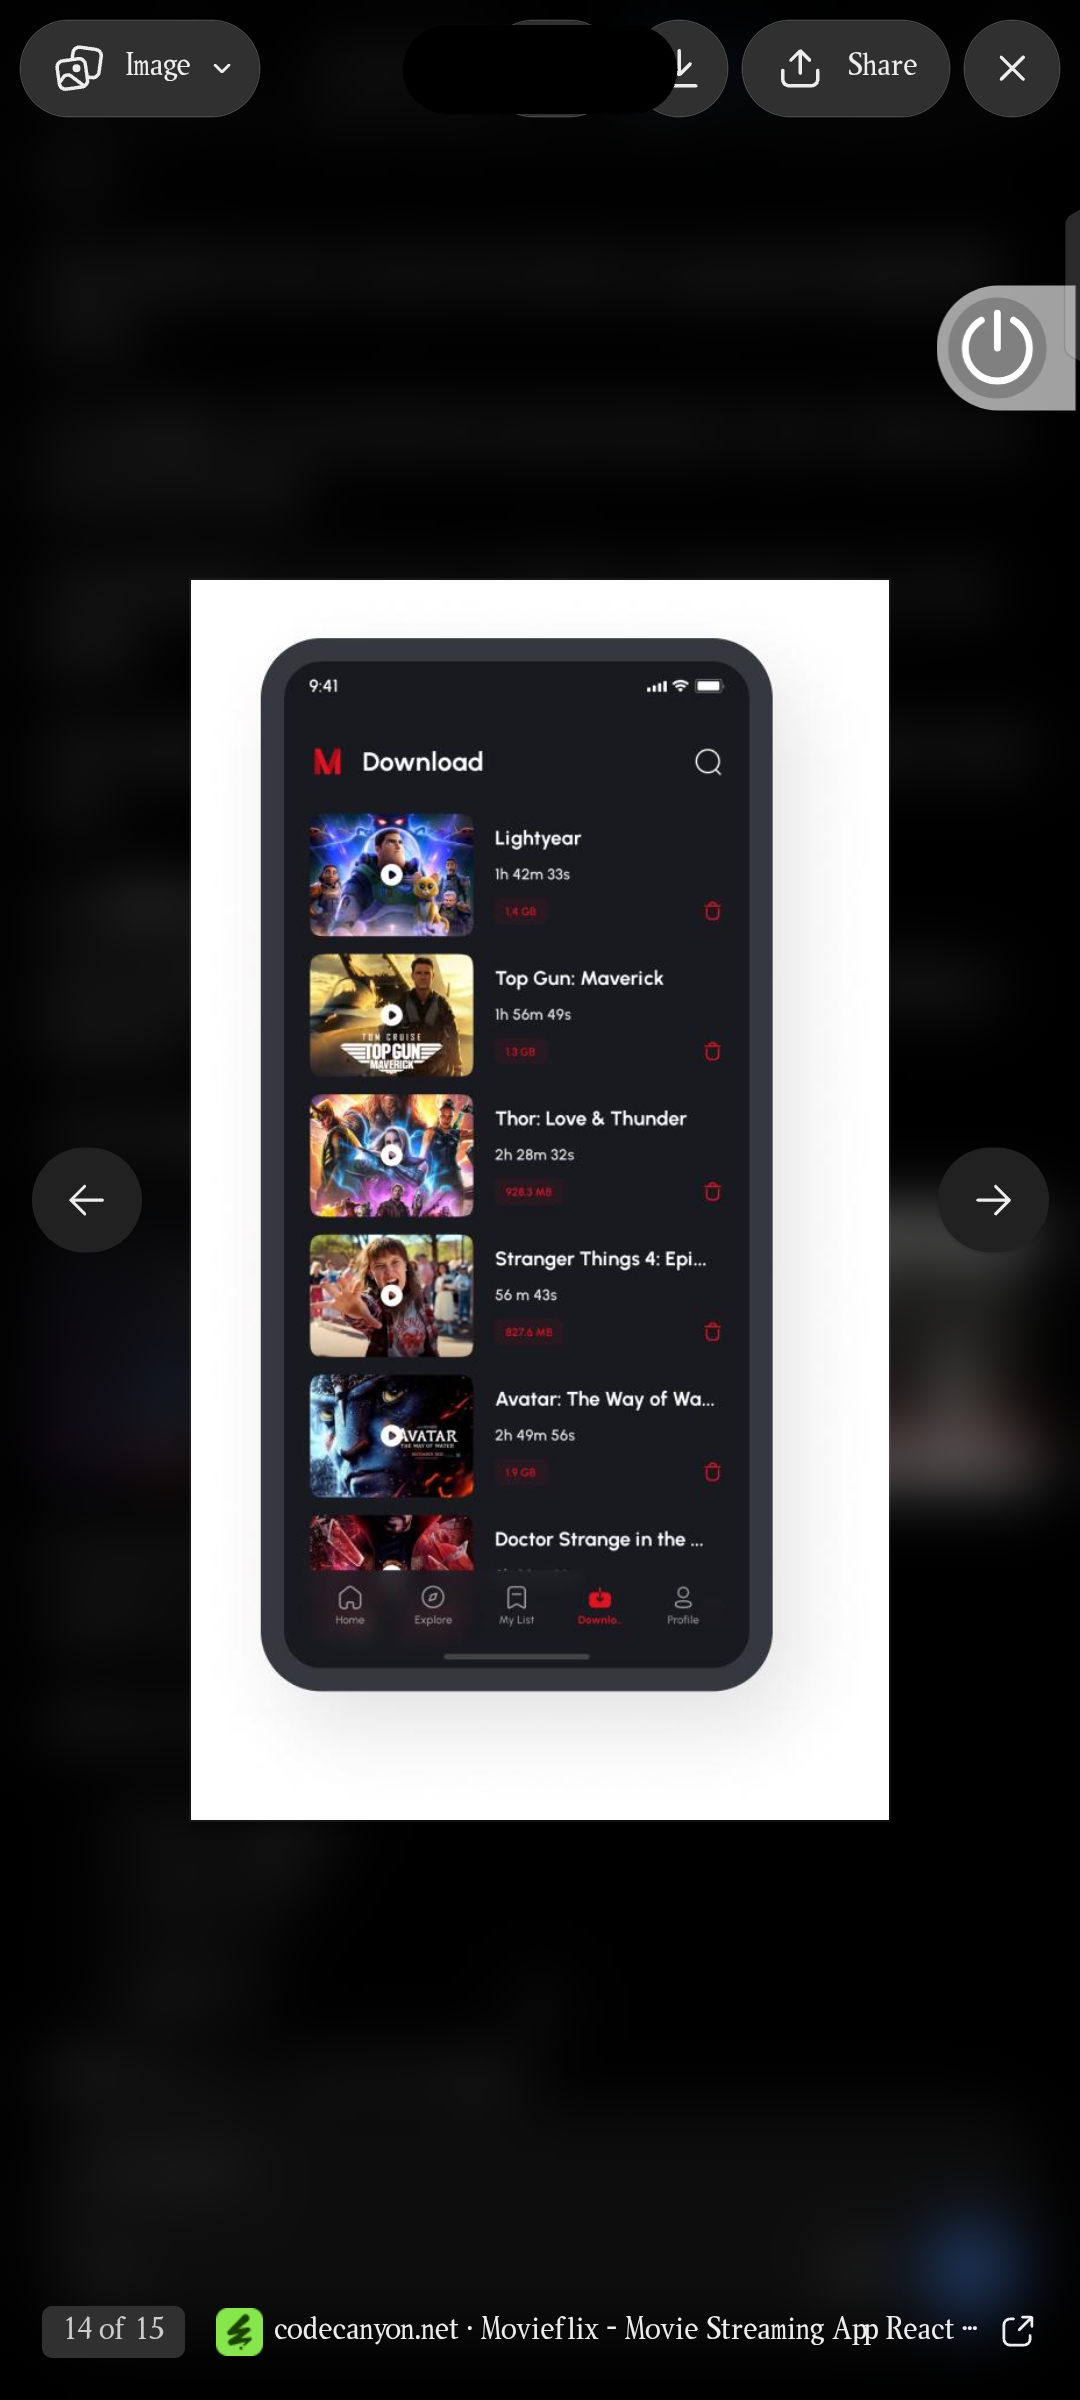 Image
Share
9:41
M Download
Lightyear
1h 42m 33s
1.4 GB
Top Gun: Maverick
1h 56m 49s
1.3 GB
TOM CRUISE
TOP GUN
MAVERICK
Thor: Love & Thunder
2h 28m 32s
928.3 MB
Stranger Things 4: Epi...
56 m 43s
827.6 MB
Avatar: The Way of Wa...
2h 49m 56s
1.9 GB
AVATAR
THE WAY OF WATER
Doctor Strange in the ...
Home
Explore
My List
Downlo..
Profile
14 of 15
codecanyon.net · Movieflix - Movie Streaming App React ···